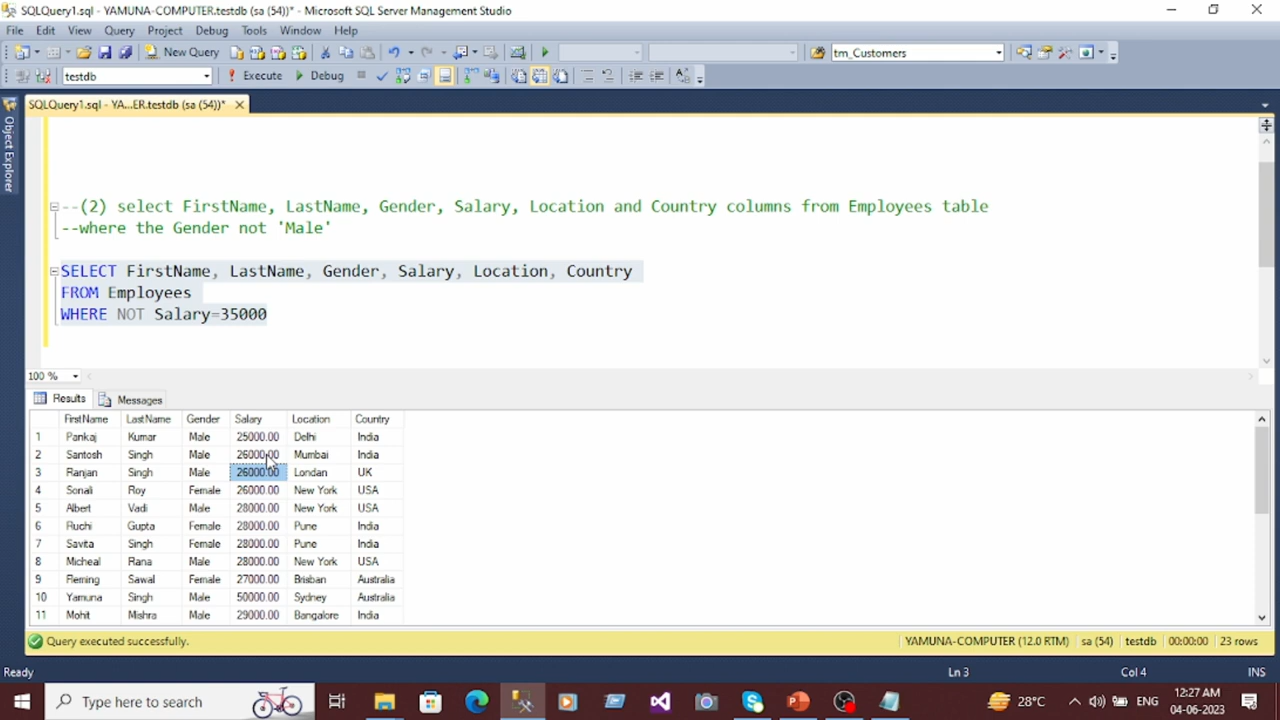 SQLQuery1.sql - YAMUNA-COMPUTER.testdb (sa (54))* - Microsoft SQL Server Management Studio
File Edit View Query Project Debug Tools Window Help
New Query tm_Customers
testdb Execute Debug
SQLQuery1.sql - YA...ER.testdb (sa (54))*
Object Explorer
--(2) select FirstName, LastName, Gender, Salary, Location and Country columns from Employees table
--where the Gender not 'Male'
SELECT FirstName, LastName, Gender, Salary, Location, Country
FROM Employees
WHERE NOT Salary=35000
100 %
Results Messages
FirstName LastName Gender Salary Location Country
1 Pankaj Kumar Male 25000.00 Delhi India
2 Santosh Singh Male 26000.00 Mumbai India
3 Ranjan Singh Male 26000.00 Londan UK
4 Sonali Roy Female 26000.00 New York USA
5 Albert Vadi Male 28000.00 New York USA
6 Ruchi Gupta Female 28000.00 Pune India
7 Savita Singh Female 28000.00 Pune India
8 Micheal Rana Male 28000.00 New York USA
9 Fleming Sawal Female 27000.00 Brisban Australia
10 Yamuna Singh Male 50000.00 Sydney Australia
11 Mohit Mishra Male 29000.00 Bangalore India
Query executed successfully. YAMUNA-COMPUTER (12.0 RTM) sa (54) testdb 00:00:00 23 rows
Ready Ln 3 Col 4 INS
Type here to search 28°C ENG 12:27 AM
04-06-2023